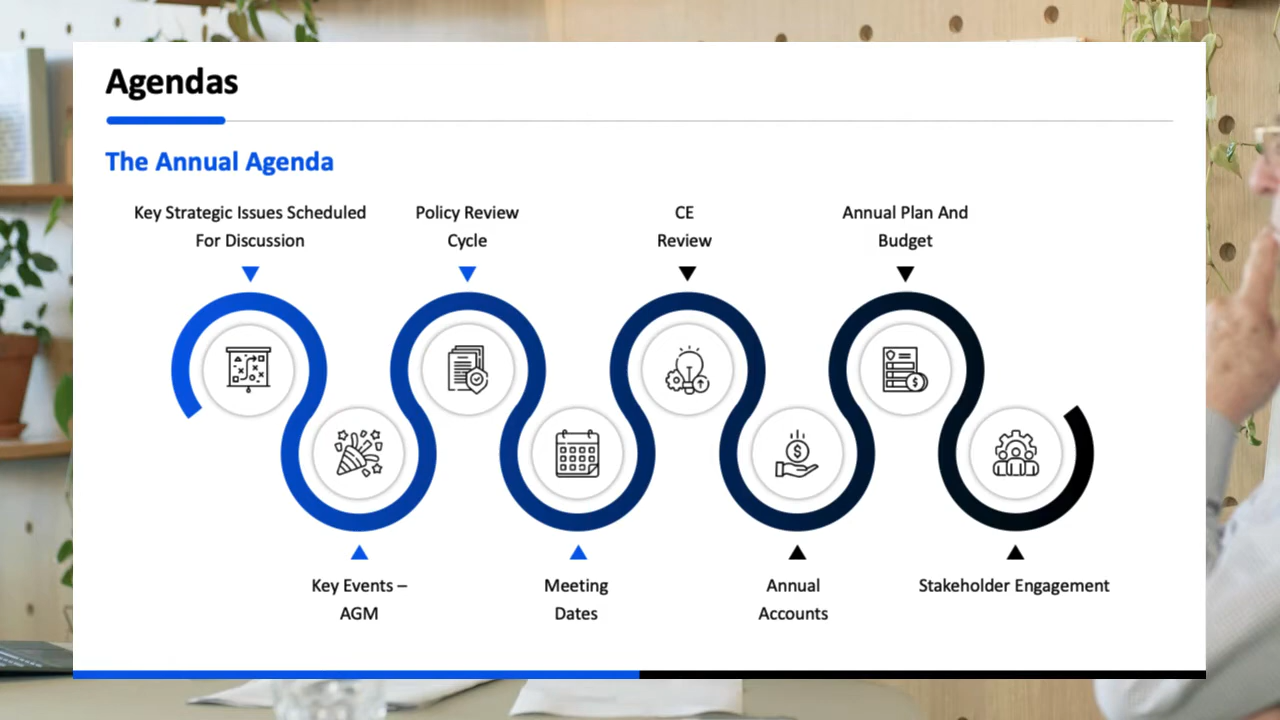 Agendas
The Annual Agenda
Key Strategic Issues Scheduled
For Discussion
Policy Review
Cycle
CE
Review
Annual Plan And
Budget
Key Events –
AGM
Meeting
Dates
Annual
Accounts
Stakeholder Engagement